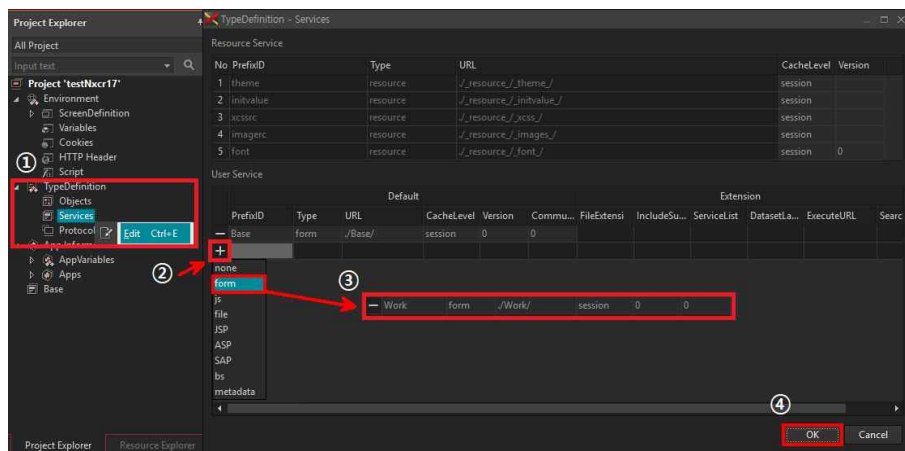 Project Explorer
All Project
Input text
Project 'testNxcr17'
Environment
ScreenDefinition
Variables
Cookies
HTTP Header
①
Script
TypeDefinition
Objects
Services
Protocol
Edit Ctrl+E
AppVariables
Apps
Base
Project Explorer Resource Explorer
TypeDefinition - Services
Resource Service
No PrefixID Type URL CacheLevel Version
1 theme resource ./_resource_/_theme_/ session
2 initvalue resource ./_resource_/_initvalue_/ session
3 xcssrc resource ./_resource_/_xcss_/ session
4 imagerc resource ./_resource_/_images_/ session
5 font resource ./_resource_/_font_/ session 0
User Service
Default Extension
PrefixID Type URL CacheLevel Version Commu... FileExtensi IncludeSu... ServiceList DatasetLa... ExecuteURL Searc
Base form ./Base/ session 0 0
②
none
form
js
file
JSP
ASP
SAP
bs
metadata
③
Work form ./Work/ session 0 0
④
OK Cancel